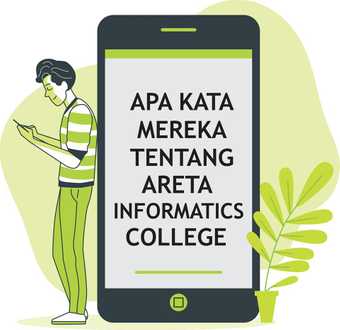 APA KATA
MEREKA
TENTANG
ARETA
INFORMATICS
COLLEGE